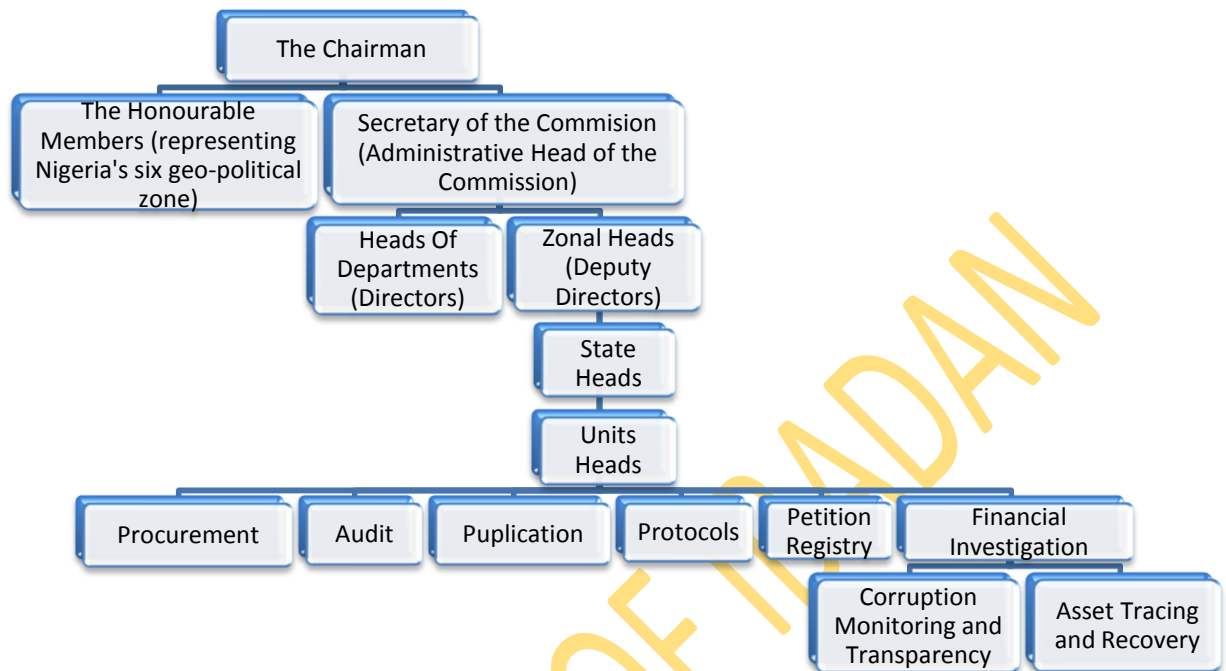 The Chairman
The Honourable
Members (representing
Nigeria's six geo-political
zone)
Secretary of the Commision
(Administrative Head of the
Commission)
Heads Of
Departments
(Directors)
Zonal Heads
(Deputy
Directors)
State
Heads
Units
Heads
Procurement
Audit
Puplication
Protocols
Petition
Registry
Financial
Investigation
Corruption
Monitoring and
Transparency
Asset Tracing
and Recovery
OF IBADAN